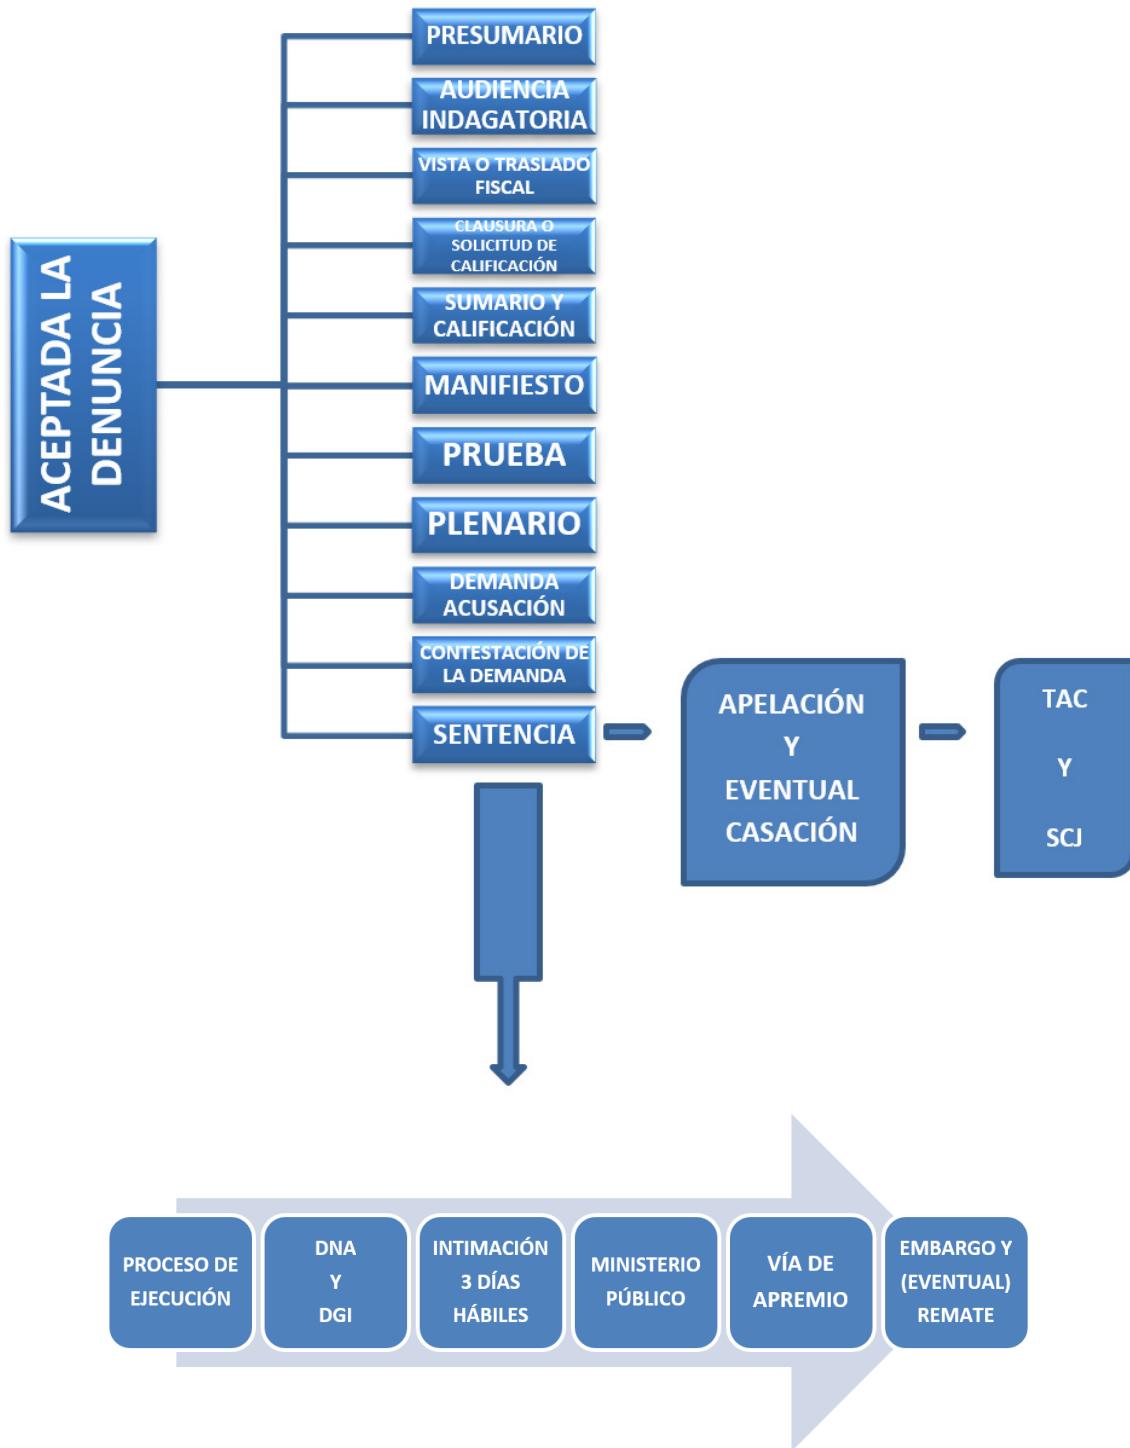 ACEPTADA LA
DENUNCIA
PRESUMARIO
AUDIENCIA
INDAGATORIA
VISTA O TRASLADO
FISCAL
CLAUSURA O
SOLICITUD DE
CALIFICACIÓN
SUMARIO Y
CALIFICACIÓN
MANIFIESTO
PRUEBA
PLENARIO
DEMANDA
ACUSACIÓN
CONTESTACIÓN DE
LA DEMANDA
SENTENCIA
APELACIÓN
Y
EVENTUAL
CASACIÓN
TAC
Y
SCJ
PROCESO DE
EJECUCIÓN
DNA
Y
DGI
INTIMACIÓN
3 DÍAS
HÁBILES
MINISTERIO
PÚBLICO
VÍA DE
APREMIO
EMBARGO Y
(EVENTUAL)
REMATE